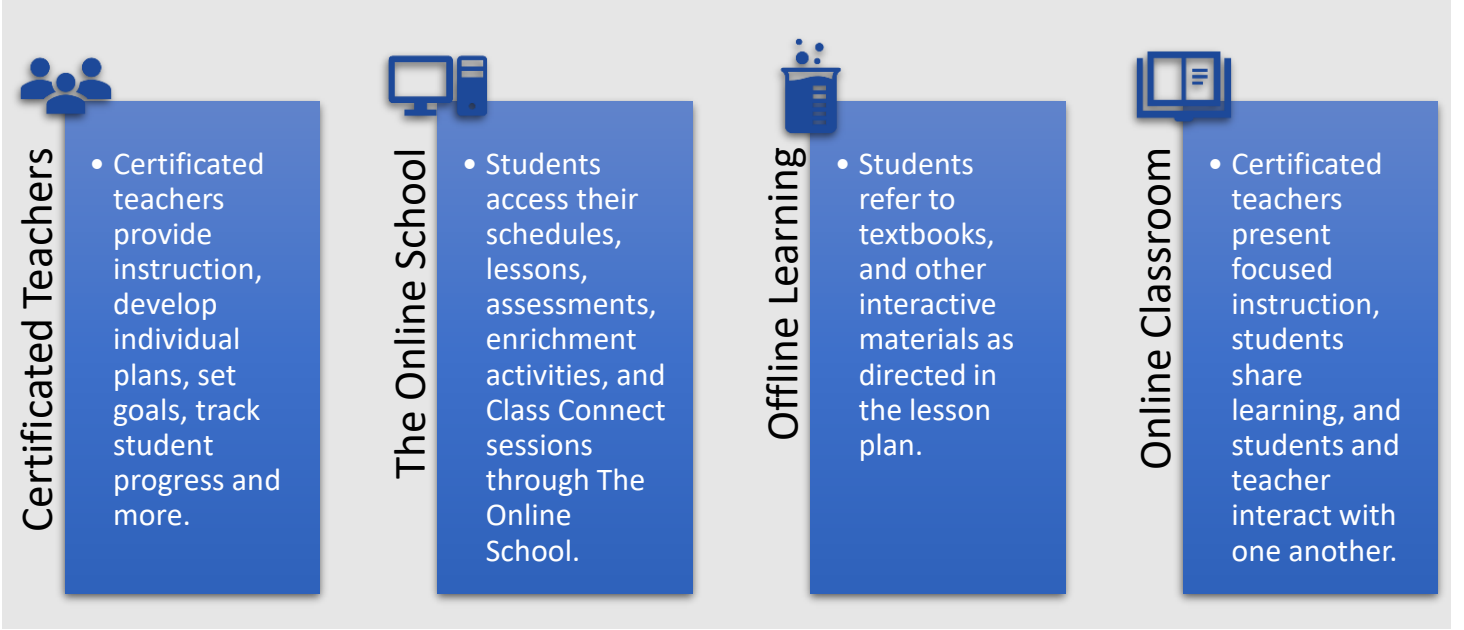 Certificated Teachers
• Certificated
teachers
provide
instruction,
develop
individual
plans, set
goals, track
student
progress and
more.
The Online School
• Students
access their
schedules,
lessons,
assessments,
enrichment
activities, and
Class Connect
sessions
through The
Online
School.
Offline Learning
• Students
refer to
textbooks,
and other
interactive
materials as
directed in
the lesson
plan.
Online Classroom
• Certificated
teachers
present
focused
instruction,
students
share
learning, and
students and
teacher
interact with
one another.